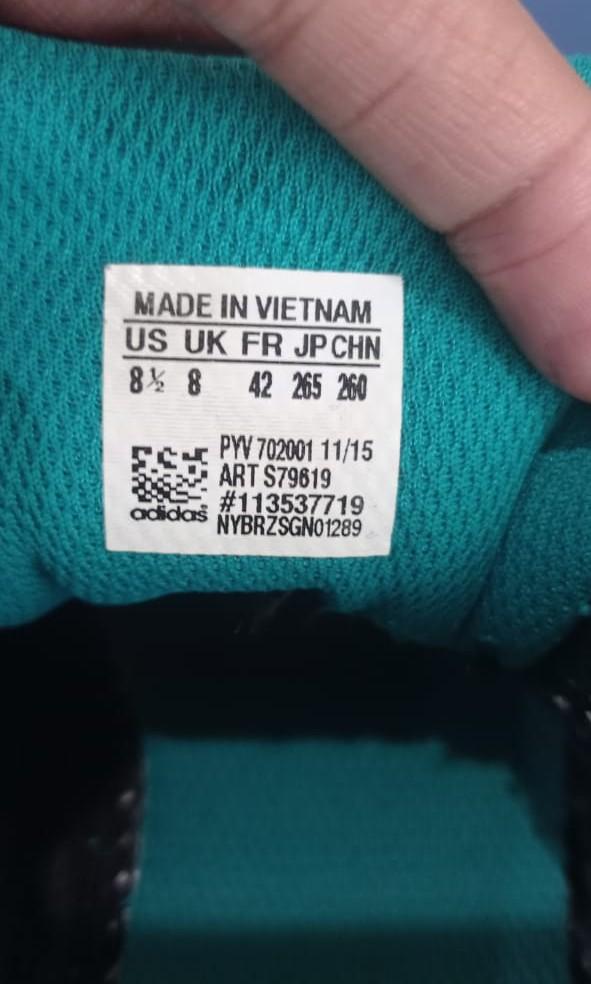 MADE IN VIETNAM
US UK FR JP CHN
8½ 8 42 265 260
PYV 702001 11/15
ART S79619
#113537719
adidas
NYBRZSGN01289